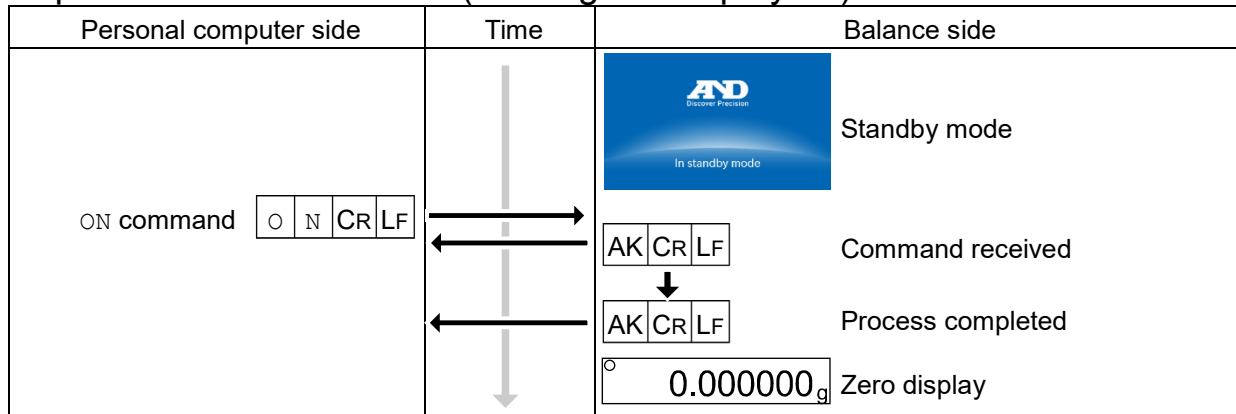 Personal computer side Time Balance side
AND
Discover Precision
In standby mode
Standby mode
ON command O N CR LF
AK CR LF Command received
AK CR LF Process completed
0.000000 g Zero display